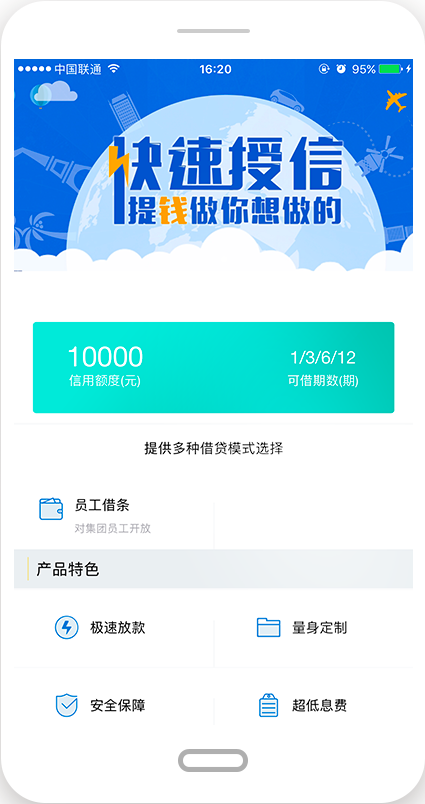 中国联通 16:20 95%
快速授信
提钱做你想做的
10000 1/3/6/12
信用额度(元) 可借期数(期)
提供多种借贷模式选择
员工借条
对集团员工开放
产品特色
极速放款 量身定制
安全保障 超低息费